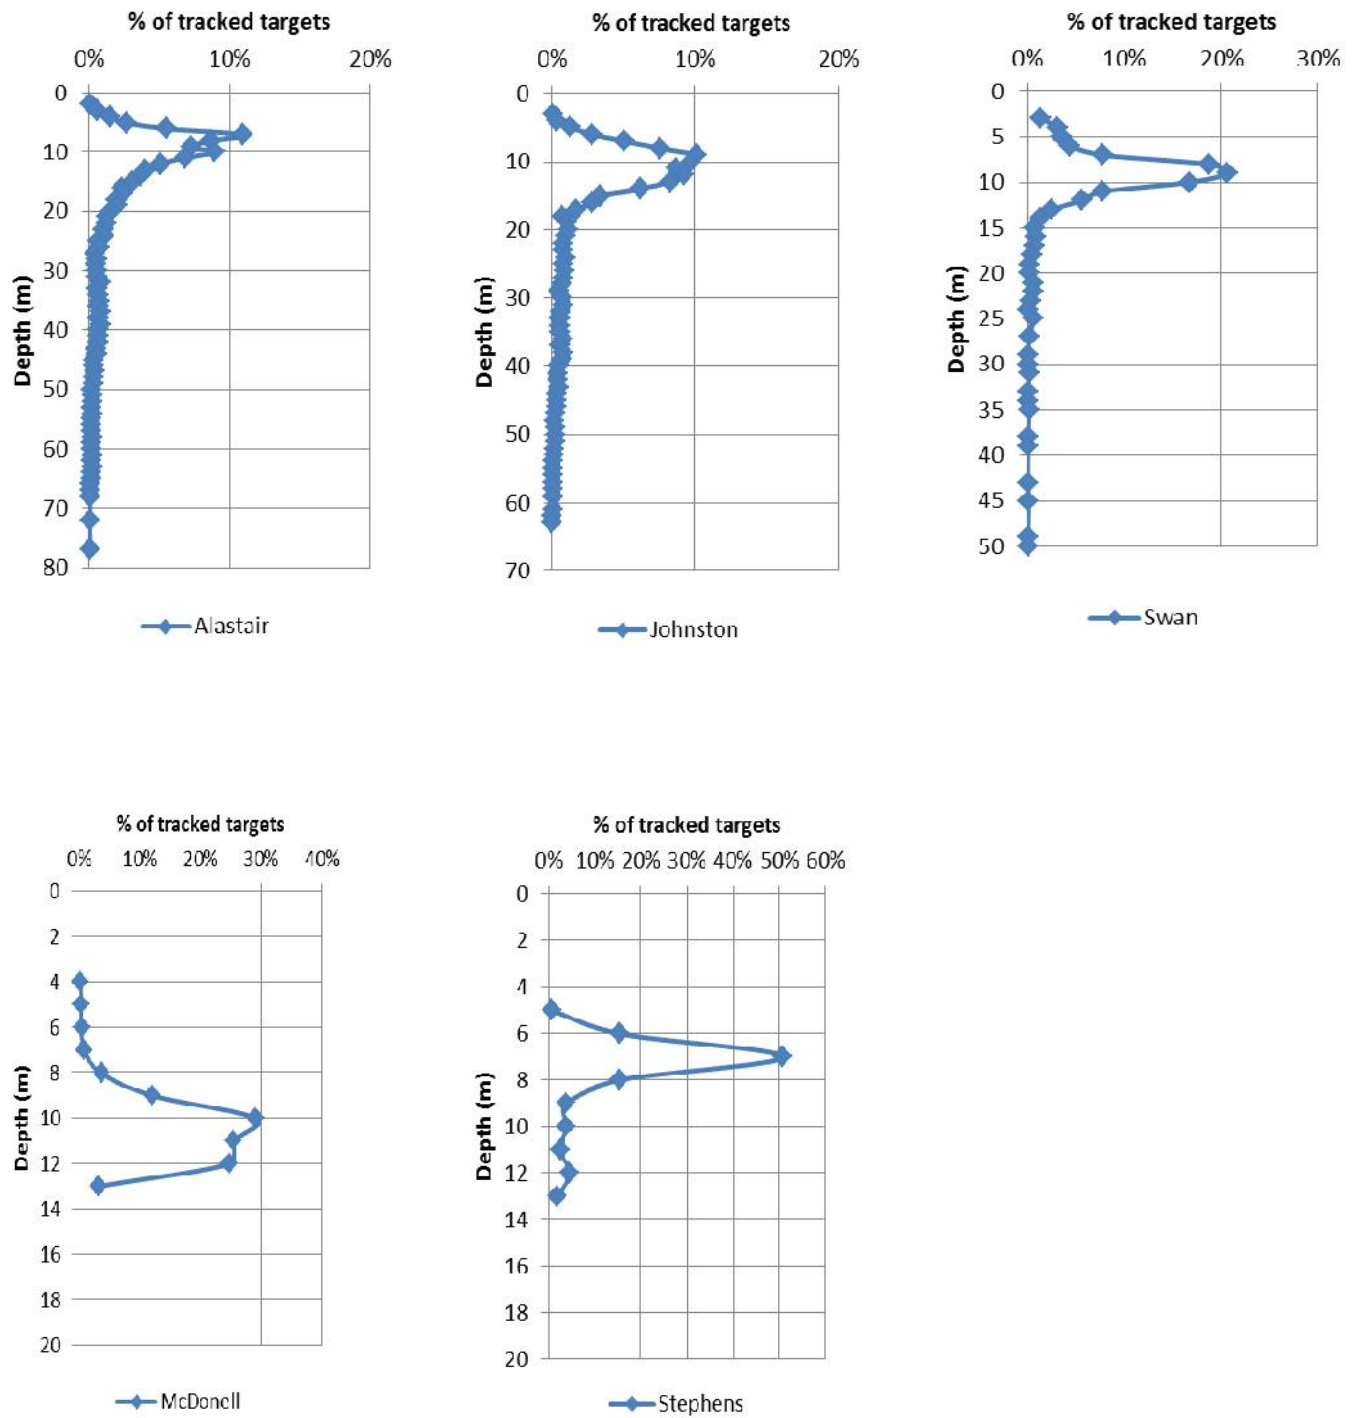 % of tracked targets
0% 10% 20%
0
10
20
30
40
50
60
70
80
Depth (m)
Alastair
% of tracked targets
0% 10% 20%
0
10
20
30
40
50
60
70
Depth (m)
Johnston
% of tracked targets
0% 10% 20% 30%
0
5
10
15
20
25
30
35
40
45
50
Depth (m)
Swan
% of tracked targets
0% 10% 20% 30% 40%
0
2
4
6
8
10
12
14
16
18
20
Depth (m)
McDonell
% of tracked targets
0% 10% 20% 30% 40% 50% 60%
0
2
4
6
8
10
12
14
16
18
20
Depth (m)
Stephens